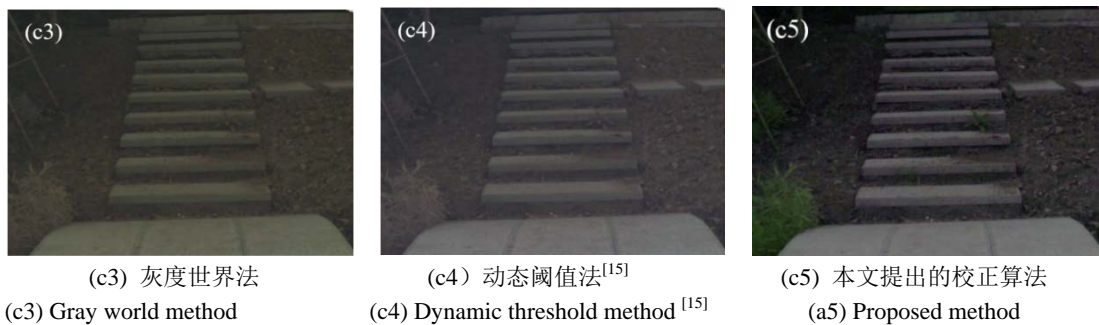 (c3) (c4) (c5)
(c3) 灰度世界法 (c4）动态阈值法[15] (c5) 本文提出的校正算法
(c3) Gray world method (c4) Dynamic threshold method [15] (a5) Proposed method